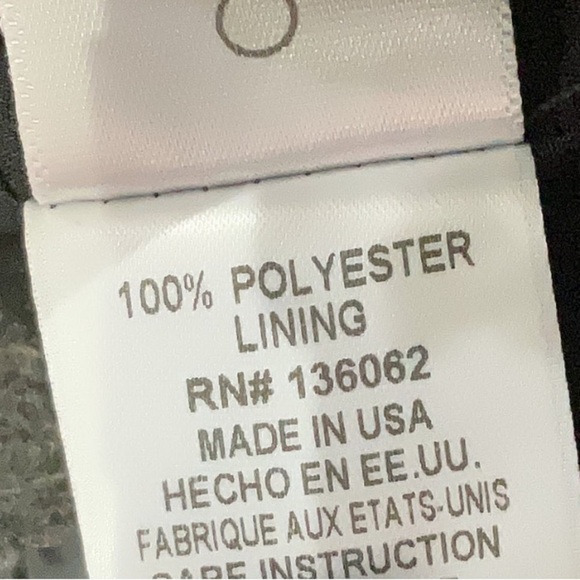 100% POLYESTER
LINING
RN# 136062
MADE IN USA
HECHO EN EE.UU.
FABRIQUE AUX ETATS-UNIS
CARE INSTRUCTION